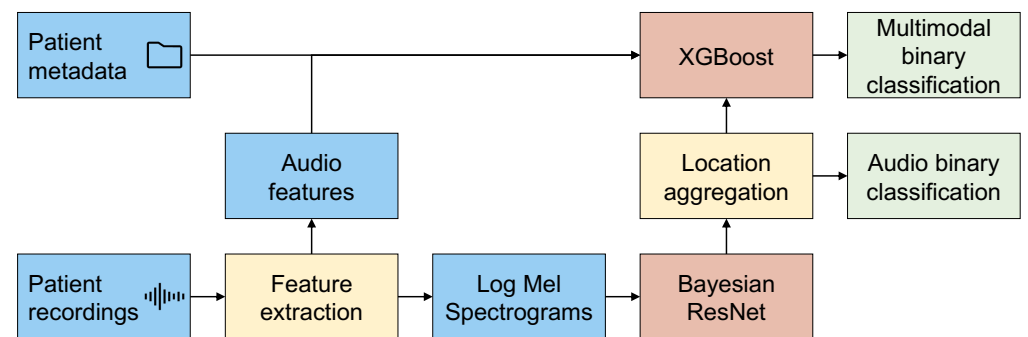 Patient
metadata
XGBoost
Multimodal
binary
classification
Audio
features
Location
aggregation
Audio binary
classification
Patient
recordings
Feature
extraction
Log Mel
Spectrograms
Bayesian
ResNet